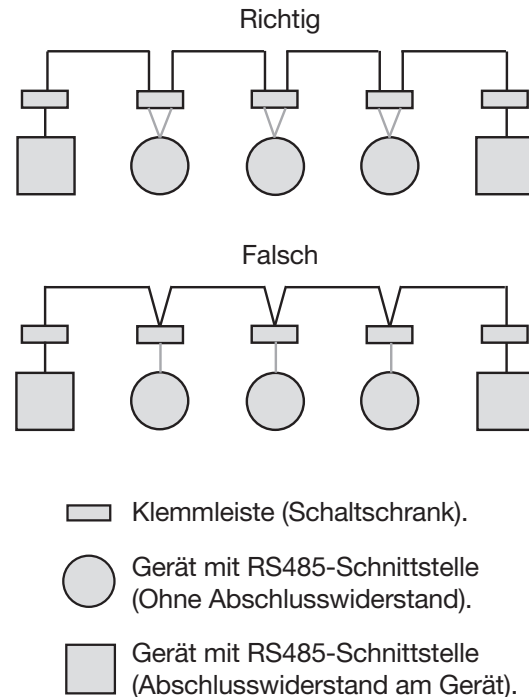 Richtig
Falsch
Klemmleiste (Schaltschrank).
Gerät mit RS485-Schnittstelle
(Ohne Abschlusswiderstand).
Gerät mit RS485-Schnittstelle
(Abschlusswiderstand am Gerät).